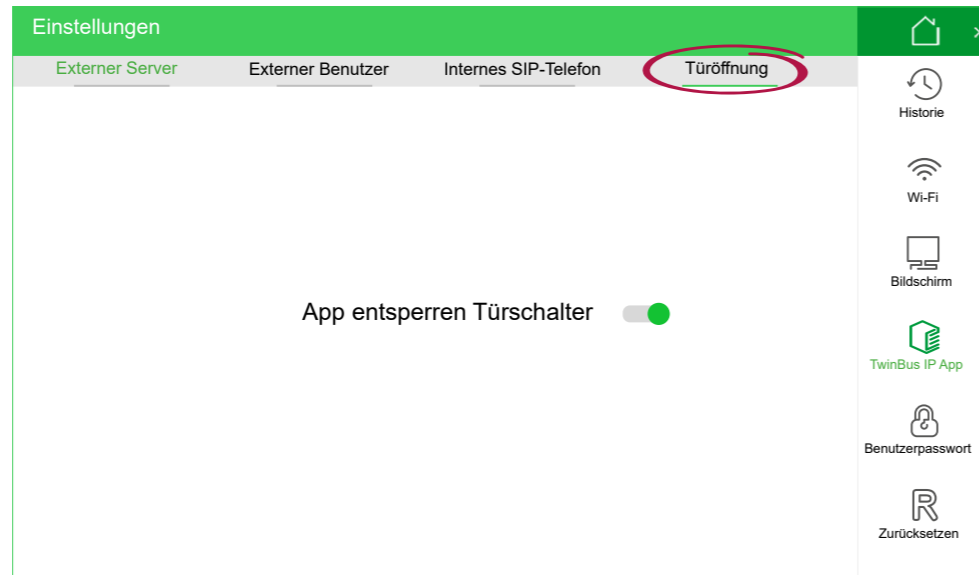 Einstellungen
Externer Server
Externer Benutzer
Internes SIP-Telefon
Türöffnung
App entsperren Türschalter
Historie
Wi-Fi
Bildschirm
TwinBus IP App
Benutzerpasswort
Zurücksetzen